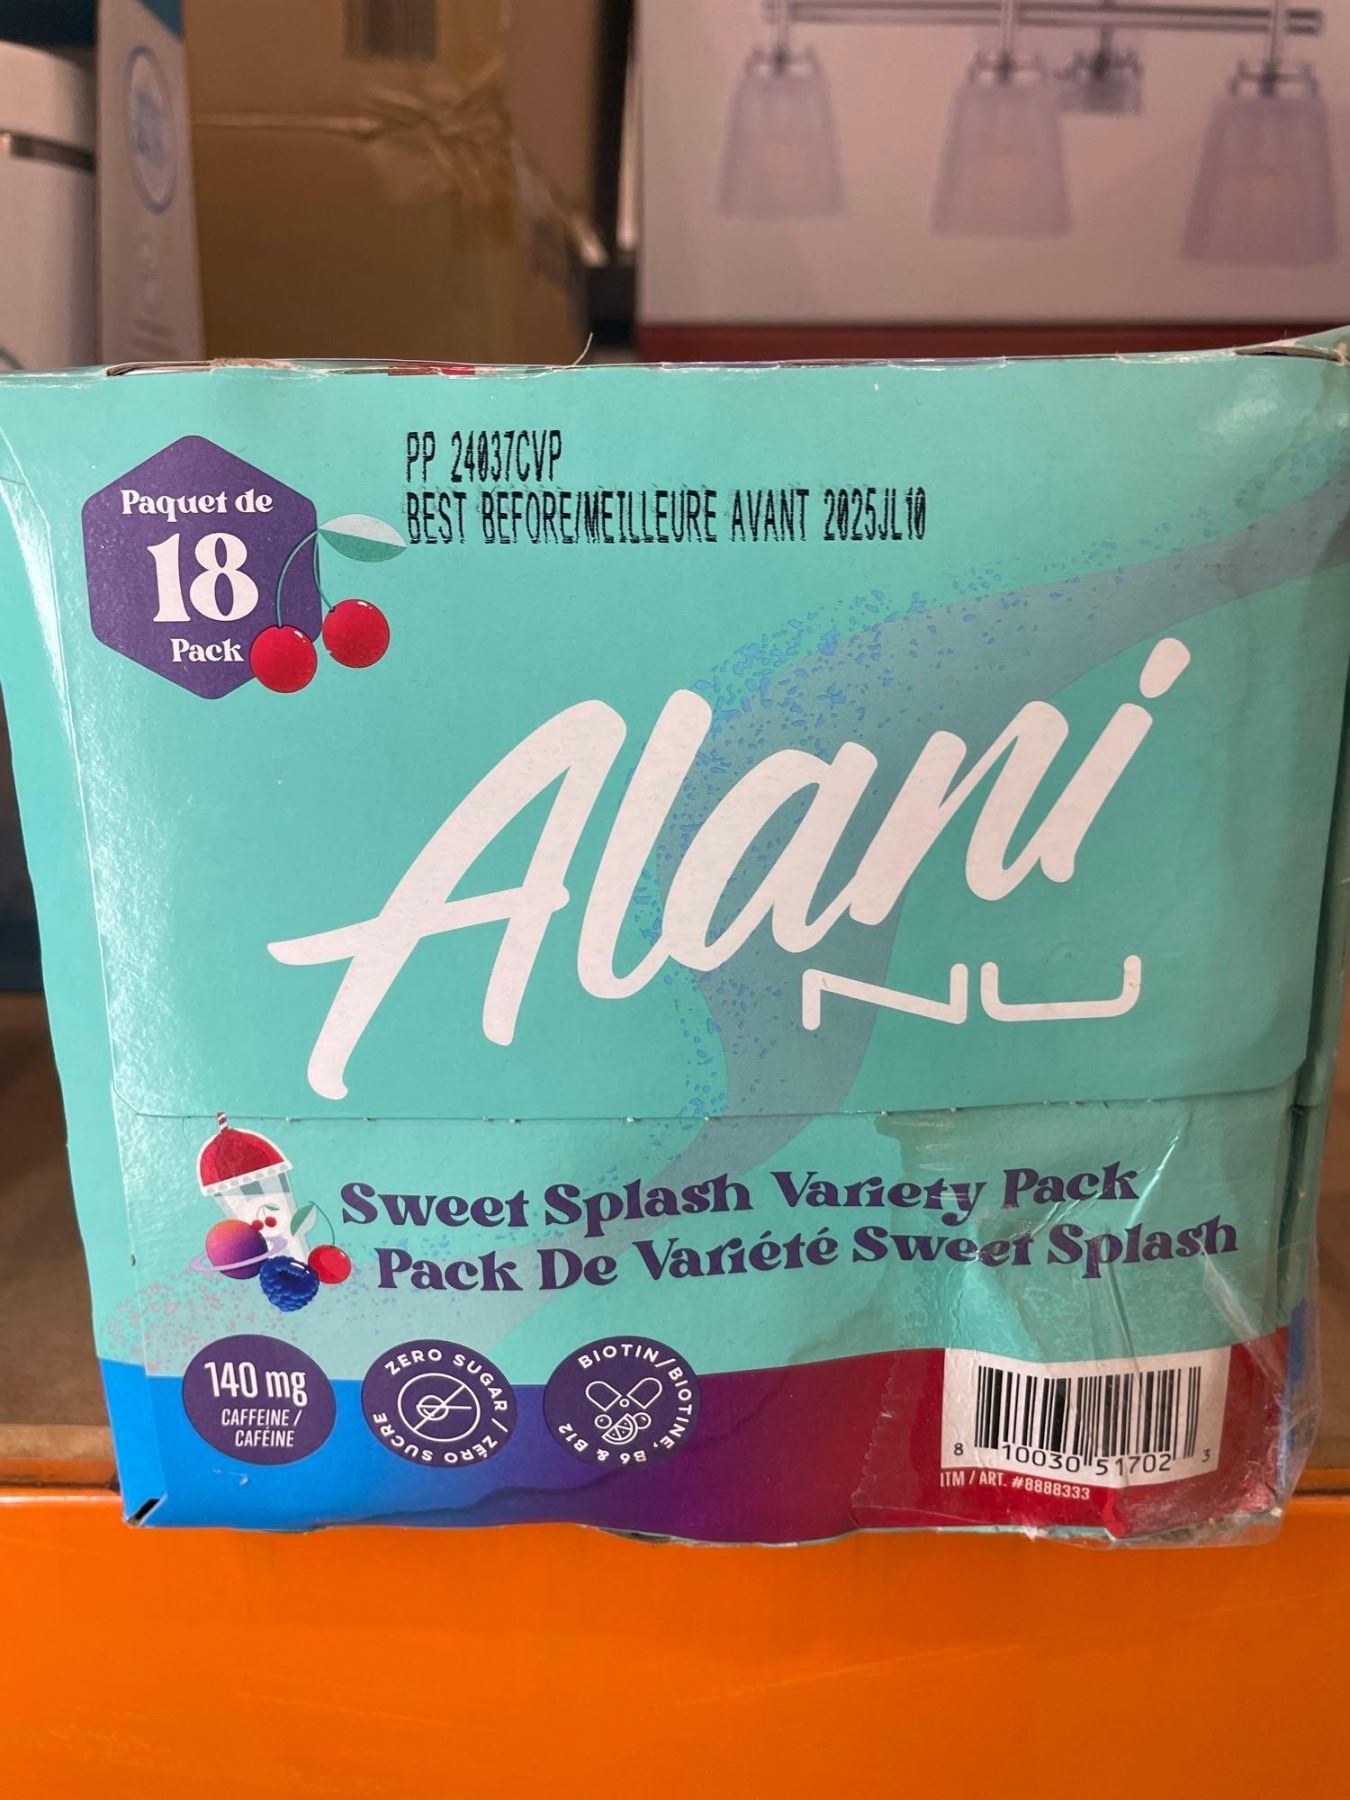 PP 24037CVP
BEST BEFORE/MEILLEURE AVANT 2025JL10
Paquet de
18
Pack
Alani
NU
Sweet Splash Variety Pack
Pack De Variété Sweet Splash
140 mg
CAFFEINE /
CAFÉINE
ZERO SUGAR / ZÉRO SUCRE
BIOTIN/BIOTINE, B6 & B12
8 10030 51702 3
ITM / ART. #8888333